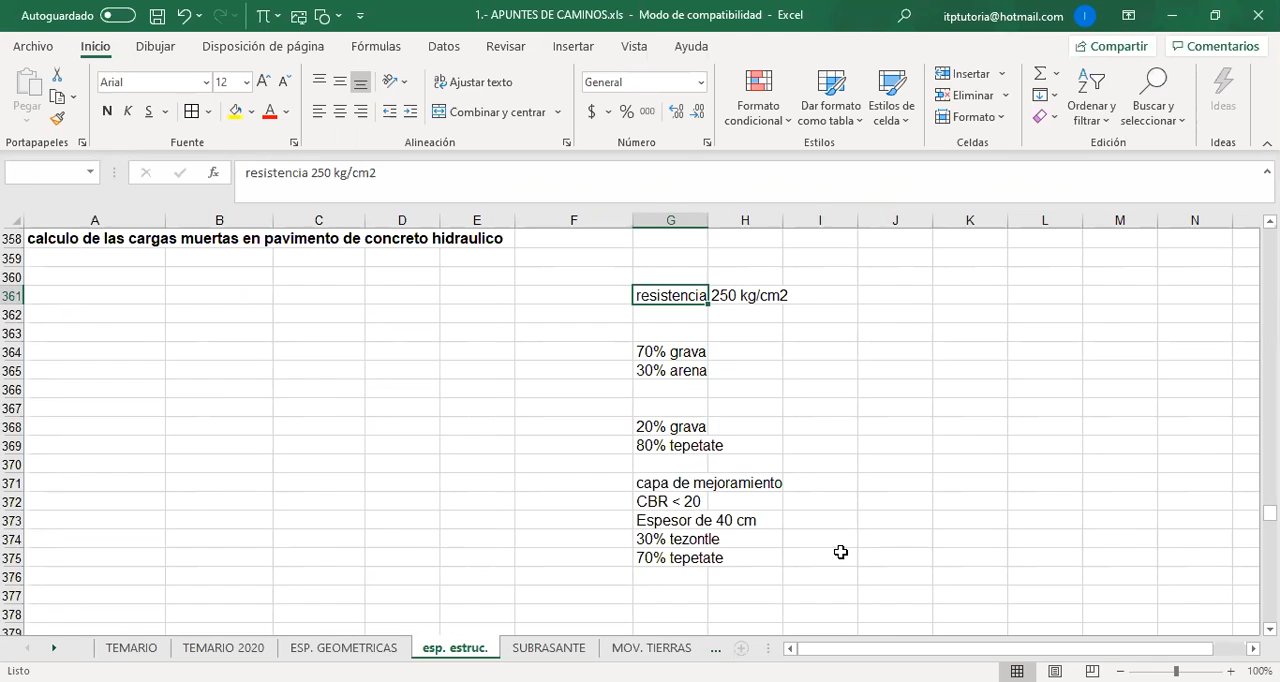 Autoguardado
1.- APUNTES DE CAMINOS.xls - Modo de compatibilidad - Excel
itptutoria@hotmail.com
I
Archivo Inicio Dibujar Disposición de página Fórmulas Datos Revisar Insertar Vista Ayuda
Compartir Comentarios
Pegar
Portapapeles
Arial 12
N K S
Fuente
Ajustar texto
Combinar y centrar
Alineación
General
$ % 000
Número
Formato condicional
Dar formato como tabla
Estilos de celda
Estilos
Insertar
Eliminar
Formato
Celdas
Ordenar y filtrar
Buscar y seleccionar
Edición
Ideas
Ideas
fx resistencia 250 kg/cm2
A B C D E F G H I J K L M N
358 calculo de las cargas muertas en pavimento de concreto hidraulico
359
360
361 resistencia 250 kg/cm2
362
363
364 70% grava
365 30% arena
366
367
368 20% grava
369 80% tepetate
370
371 capa de mejoramiento
372 CBR < 20
373 Espesor de 40 cm
374 30% tezontle
375 70% tepetate
376
377
378
379
TEMARIO TEMARIO 2020 ESP. GEOMETRICAS esp. estruc. SUBRASANTE MOV. TIERRAS ...
Listo
100%